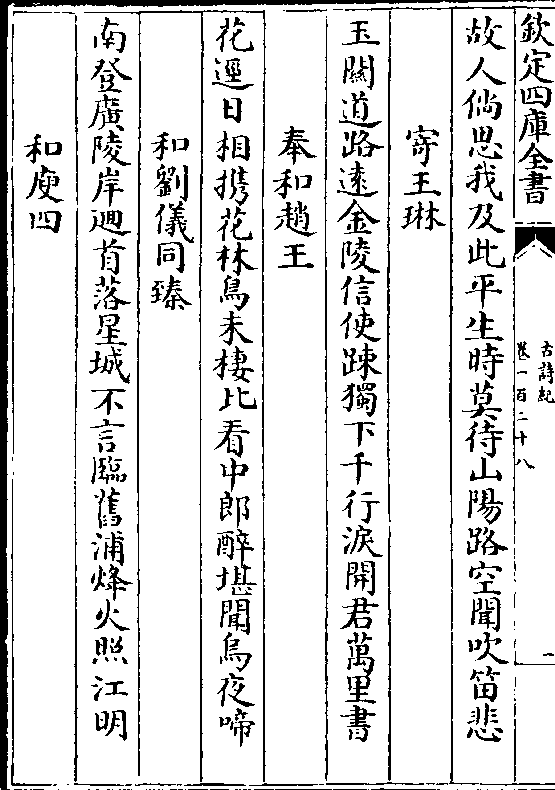 欽定四庫全書
古詩紀
卷一百二十八
一
故人倘思我及此平生時莫待山陽路空聞吹笛悲
寄王琳
玉關道路遠金陵信使踈獨下千行淚開君萬里書
奉和趙王
花邊日相攜花林鳥未棲比看中郎醉堪聞烏夜啼
和劉儀同臻
南登廣陵岸迴首落星城不言臨舊浦烽火照江明
和庾四